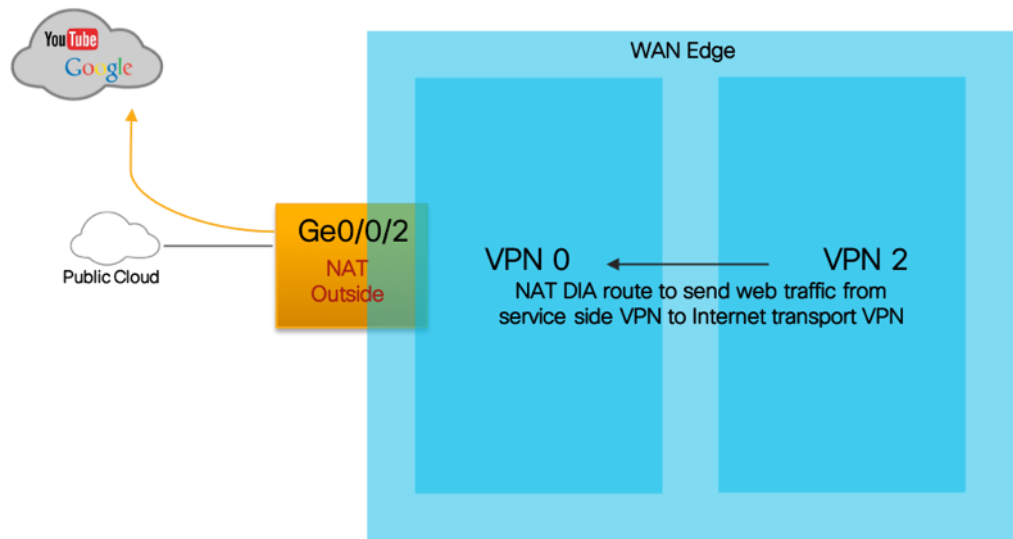 YouTube
Google
WAN Edge
Ge0/0/2
NAT
Outside
Public Cloud
VPN 0
VPN 2
NAT DIA route to send web traffic from
service side VPN to Internet transport VPN